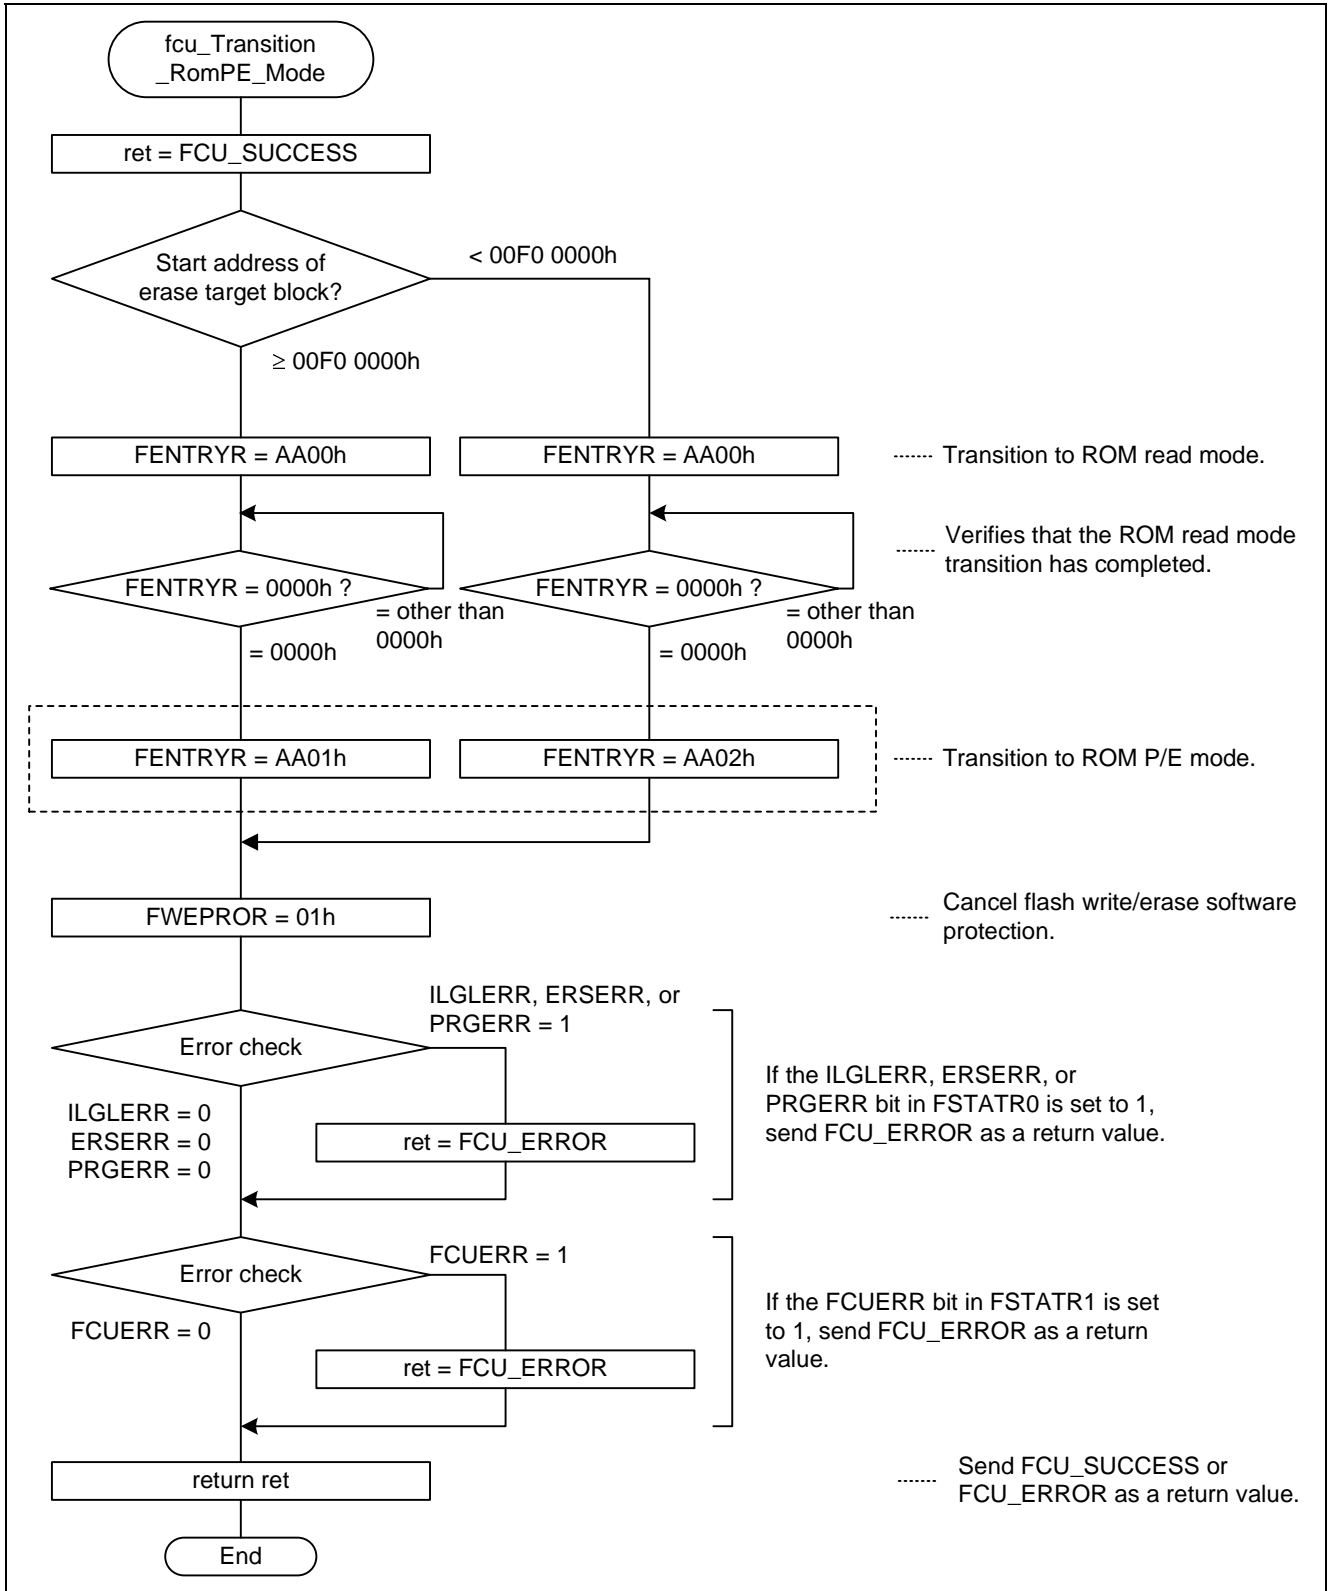 fcu_Transition
_RomPE_Mode
ret = FCU_SUCCESS
Start address of
erase target block?
< 00F0 0000h
≥ 00F0 0000h
FENTRYR = AA00h
FENTRYR = AA00h
Transition to ROM read mode.
FENTRYR = 0000h ?
= other than
0000h
= 0000h
FENTRYR = 0000h ?
= other than
0000h
= 0000h
Verifies that the ROM read mode
transition has completed.
FENTRYR = AA01h
FENTRYR = AA02h
Transition to ROM P/E mode.
FWEPROR = 01h
Cancel flash write/erase software
protection.
Error check
ILGLERR, ERSERR, or
PRGERR = 1
ILGLERR = 0
ERSERR = 0
PRGERR = 0
ret = FCU_ERROR
If the ILGLERR, ERSERR, or
PRGERR bit in FSTATR0 is set to 1,
send FCU_ERROR as a return value.
Error check
FCUERR = 1
FCUERR = 0
ret = FCU_ERROR
If the FCUERR bit in FSTATR1 is set
to 1, send FCU_ERROR as a return
value.
return ret
Send FCU_SUCCESS or
FCU_ERROR as a return value.
End